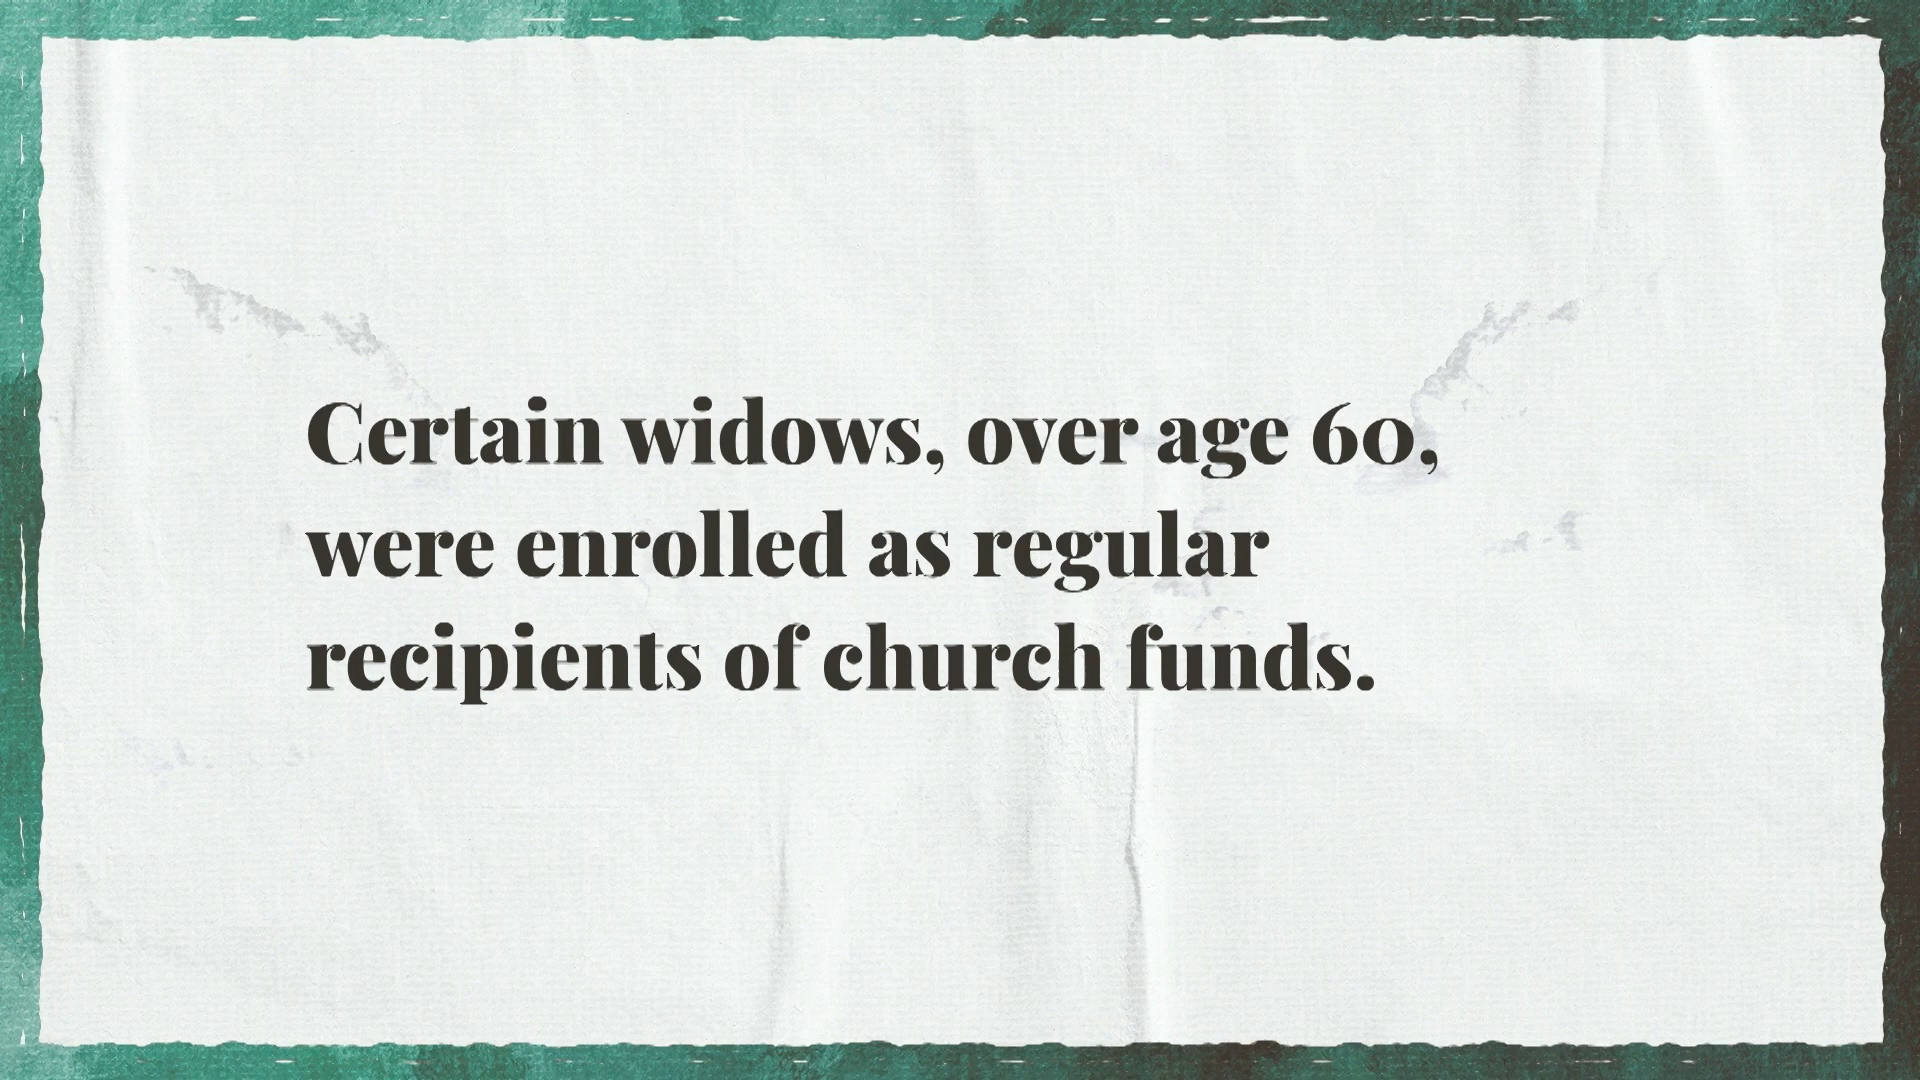 Certain widows, over age 60,
were enrolled as regular
recipients of church funds.